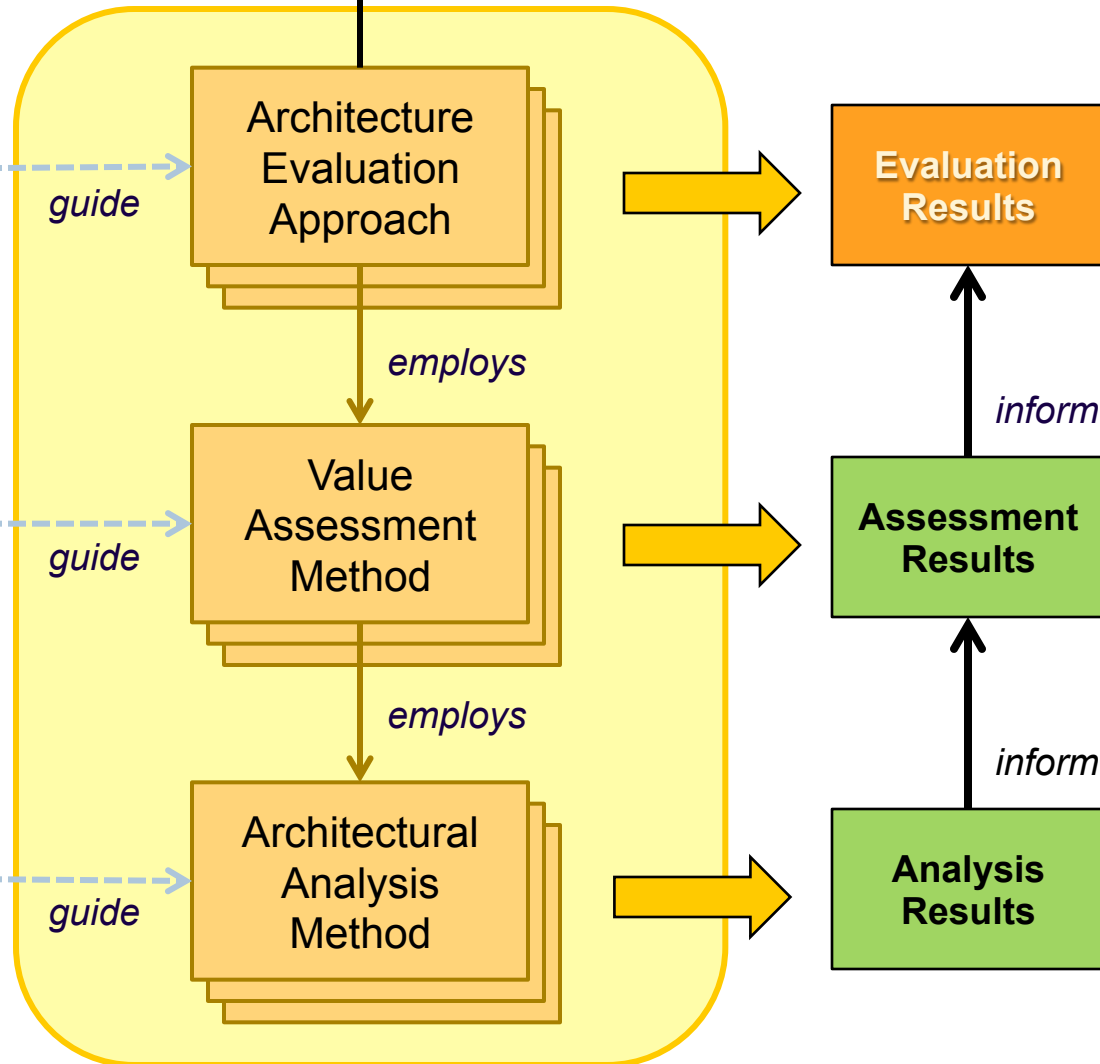 Architecture
Evaluation
Approach
guide
Evaluation
Results
employs
inform
Value
Assessment
Method
guide
Assessment
Results
employs
inform
Architectural
Analysis
Method
guide
Analysis
Results